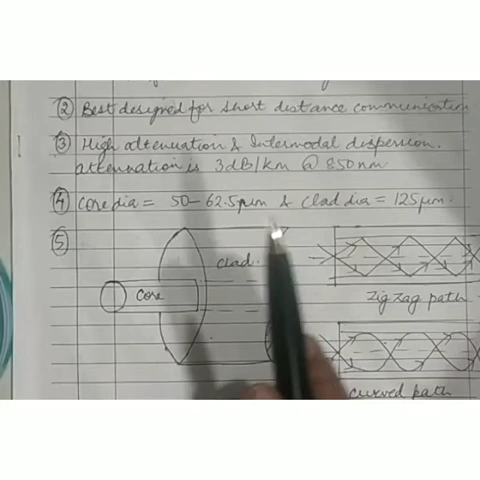 ② Best designed for short distance communication
③ High attenuation & Intermodal dispersion.
attenuation is 3dB/km @ 850nm
④ Core dia = 50-62.5μm & Clad dia = 125μm.
⑤
Clad.
Core
Zig Zag path
curved path